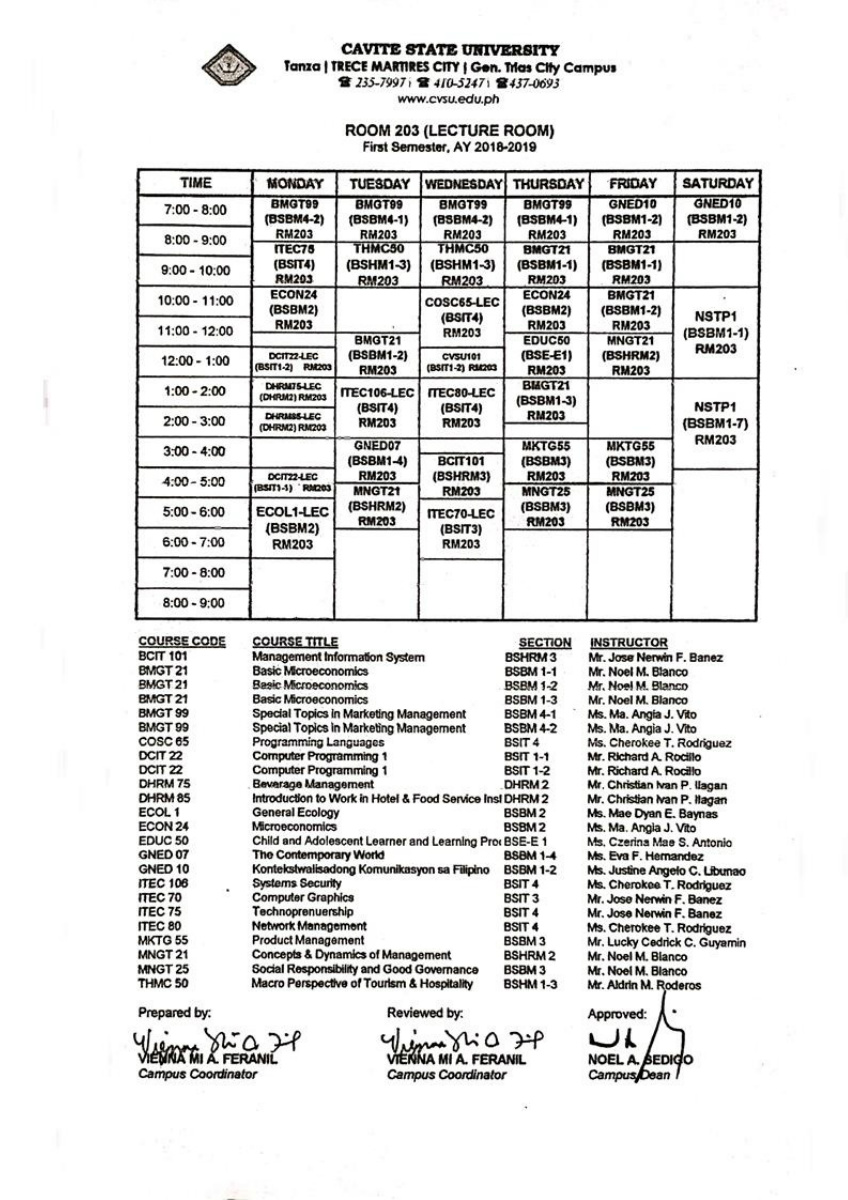 CAVITE STATE UNIVERSITY
Tanza | TRECE MARTIRES CITY | Gen. Trias City Campus
☎ 235-7997 | ☎ 410-5247 | ☎ 437-0693
www.cvsu.edu.ph
ROOM 203 (LECTURE ROOM)
First Semester, AY 2018-2019
TIME MONDAY TUESDAY WEDNESDAY THURSDAY FRIDAY SATURDAY
7:00 - 8:00 BMGT99 BMGT99 BMGT99 BMGT99 GNED10 GNED10
(BSBM4-2) (BSBM4-1) (BSBM4-2) (BSBM4-1) (BSBM1-2) (BSBM1-2)
8:00 - 9:00 RM203 RM203 RM203 RM203 RM203 RM203
ITEC75 THMC50 THMC50 BMGT21 BMGT21
9:00 - 10:00 (BSIT4) (BSHM1-3) (BSHM1-3) (BSBM1-1) (BSBM1-1)
RM203 RM203 RM203 RM203 RM203
10:00 - 11:00 ECON24 COSC65-LEC ECON24 BMGT21 NSTP1
(BSBM2) (BSIT4) (BSBM2) (BSBM1-2) (BSBM1-1)
11:00 - 12:00 RM203 RM203 RM203 RM203 RM203
BMGT21 EDUC50 MNGT21
12:00 - 1:00 DCIT22-LEC (BSBM1-2) CVSU101 (BSE-E1) (BSHRM2)
(BSIT1-2) RM203 RM203 (BSIT1-2) RM203 RM203 RM203
1:00 - 2:00 DHRM75-LEC ITEC106-LEC ITEC80-LEC BMGT21 NSTP1
(DHRM2) RM203 (BSIT4) (BSIT4) (BSBM1-3) (BSBM1-7)
2:00 - 3:00 DHRM85-LEC RM203 RM203 RM203 RM203
(DHRM2) RM203
3:00 - 4:00 GNED07 BCIT101 MKTG55 MKTG55
(BSBM1-4) (BSHRM3) (BSBM3) (BSBM3)
4:00 - 5:00 DCIT22-LEC RM203 RM203 RM203 RM203
(BSIT1-1) RM203 MNGT21 MNGT25 MNGT25
5:00 - 6:00 ECOL1-LEC (BSHRM2) ITEC70-LEC (BSBM3) (BSBM3)
(BSBM2) RM203 (BSIT3) RM203 RM203
6:00 - 7:00 RM203 RM203
7:00 - 8:00
8:00 - 9:00
COURSE CODE COURSE TITLE SECTION INSTRUCTOR
BCIT 101 Management Information System BSHRM 3 Mr. Jose Nerwin F. Banez
BMGT 21 Basic Microeconomics BSBM 1-1 Mr. Noel M. Blanco
BMGT 21 Basic Microeconomics BSBM 1-2 Mr. Noel M. Blanco
BMGT 21 Basic Microeconomics BSBM 1-3 Mr. Noel M. Blanco
BMGT 99 Special Topics in Marketing Management BSBM 4-1 Ms. Ma. Angia J. Vito
BMGT 99 Special Topics in Marketing Management BSBM 4-2 Ms. Ma. Angia J. Vito
COSC 65 Programming Languages BSIT 4 Ms. Cherokee T. Rodriguez
DCIT 22 Computer Programming 1 BSIT 1-1 Mr. Richard A. Rocillo
DCIT 22 Computer Programming 1 BSIT 1-2 Mr. Richard A. Rocillo
DHRM 75 Beverage Management DHRM 2 Mr. Christian Ivan P. Ilagan
DHRM 85 Introduction to Work in Hotel & Food Service Inst DHRM 2 Mr. Christian Ivan P. Ilagan
ECOL 1 General Ecology BSBM 2 Ms. Mae Dyan E. Baynas
ECON 24 Microeconomics BSBM 2 Ms. Ma. Angia J. Vito
EDUC 50 Child and Adolescent Learner and Learning Proc BSE-E 1 Ms. Czerina Mae S. Antonio
GNED 07 The Contemporary World BSBM 1-4 Ms. Eva F. Hernandez
GNED 10 Kontekstwalisadong Komunikasyon sa Filipino BSBM 1-2 Ms. Justine Angelo C. Libunao
ITEC 106 Systems Security BSIT 4 Ms. Cherokee T. Rodriguez
ITEC 70 Computer Graphics BSIT 3 Mr. Jose Nerwin F. Banez
ITEC 75 Technoprenuership BSIT 4 Mr. Jose Nerwin F. Banez
ITEC 80 Network Management BSIT 4 Ms. Cherokee T. Rodriguez
MKTG 55 Product Management BSBM 3 Mr. Lucky Cedrick C. Guyamin
MNGT 21 Concepts & Dynamics of Management BSHRM 2 Mr. Noel M. Blanco
MNGT 25 Social Responsibility and Good Governance BSBM 3 Mr. Noel M. Blanco
THMC 50 Macro Perspective of Tourism & Hospitality BSHM 1-3 Mr. Aldrin M. Roderos
Prepared by: Reviewed by: Approved:
VIENNA MI A. FERANIL VIENNA MI A. FERANIL NOEL A. SEDIGO
Campus Coordinator Campus Coordinator Campus Dean